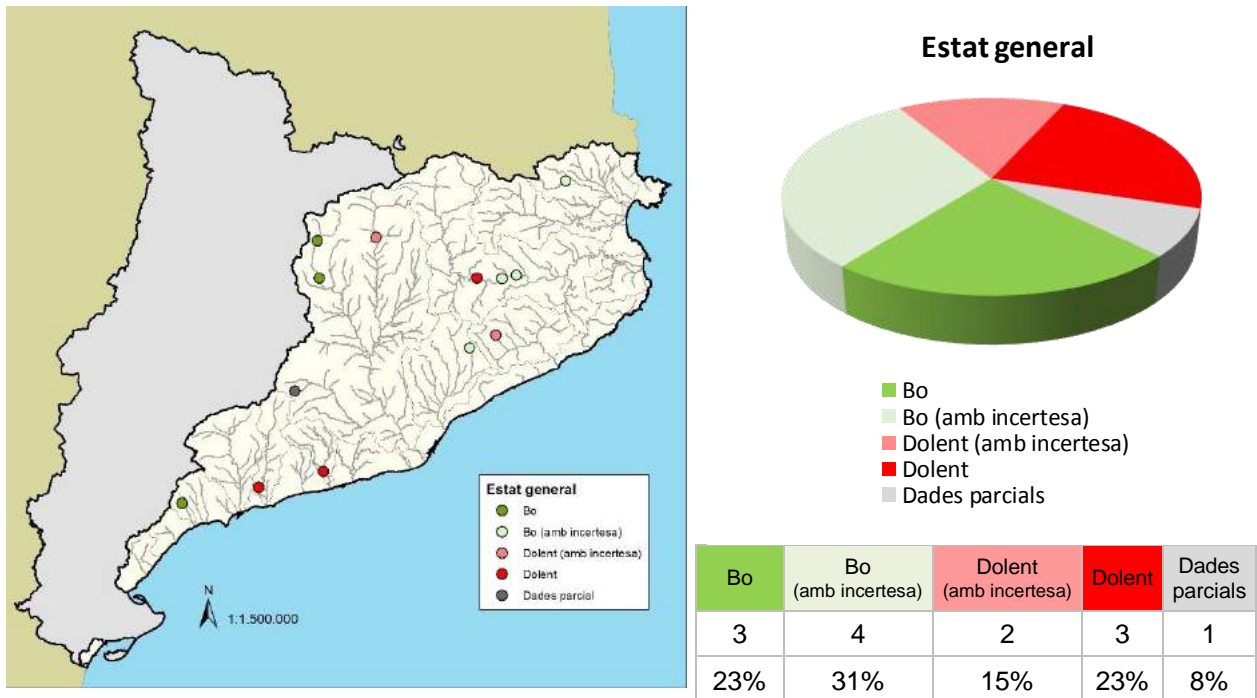 Estat general
Bo
Bo (amb incertesa)
Dolent (amb incertesa)
Dolent
Dades parcial
N
1:1.500.000
Estat general
Bo
Bo (amb incertesa)
Dolent (amb incertesa)
Dolent
Dades parcials
Bo
Bo
(amb incertesa)
Dolent
(amb incertesa)
Dolent
Dades
parcials
3 4 2 3 1
23% 31% 15% 23% 8%